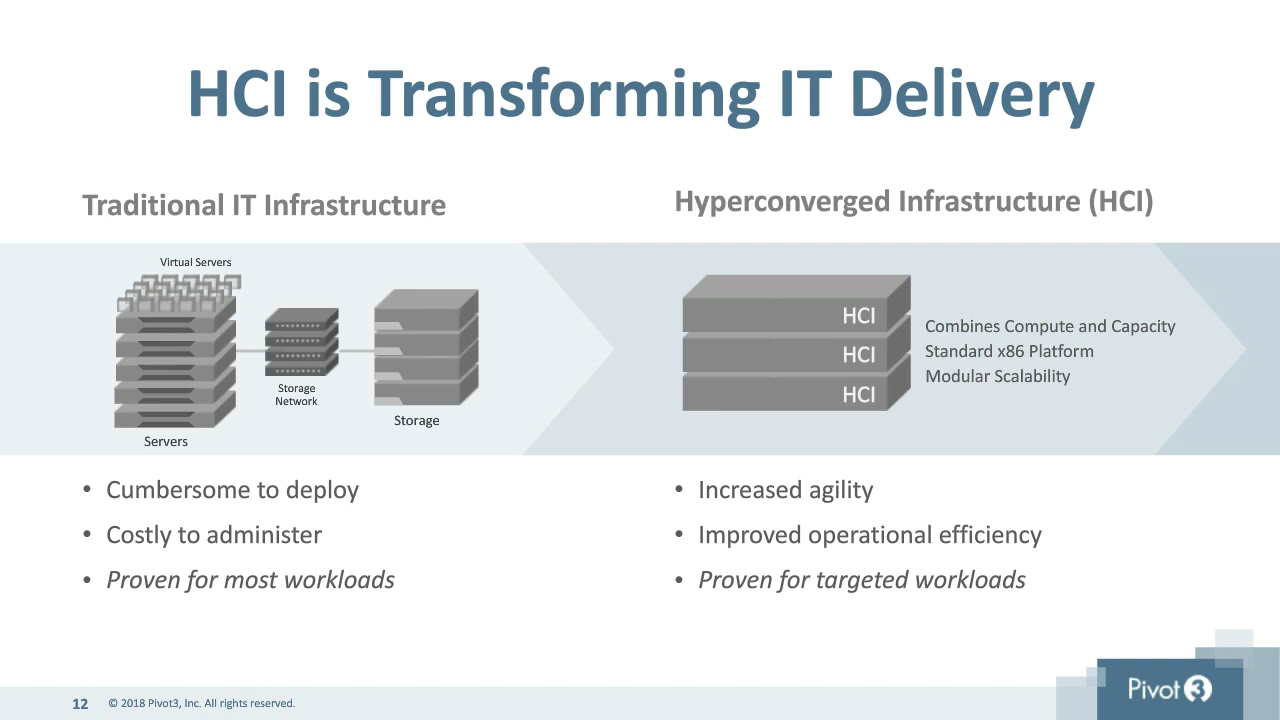 HCI is Transforming IT Delivery
Traditional IT Infrastructure
Virtual Servers
Storage
Network
Servers
Storage
• Cumbersome to deploy
• Costly to administer
• Proven for most workloads
Hyperconverged Infrastructure (HCI)
HCI
HCI
HCI
Combines Compute and Capacity
Standard x86 Platform
Modular Scalability
• Increased agility
• Improved operational efficiency
• Proven for targeted workloads
12 © 2018 Pivot3, Inc. All rights reserved.
Pivot3